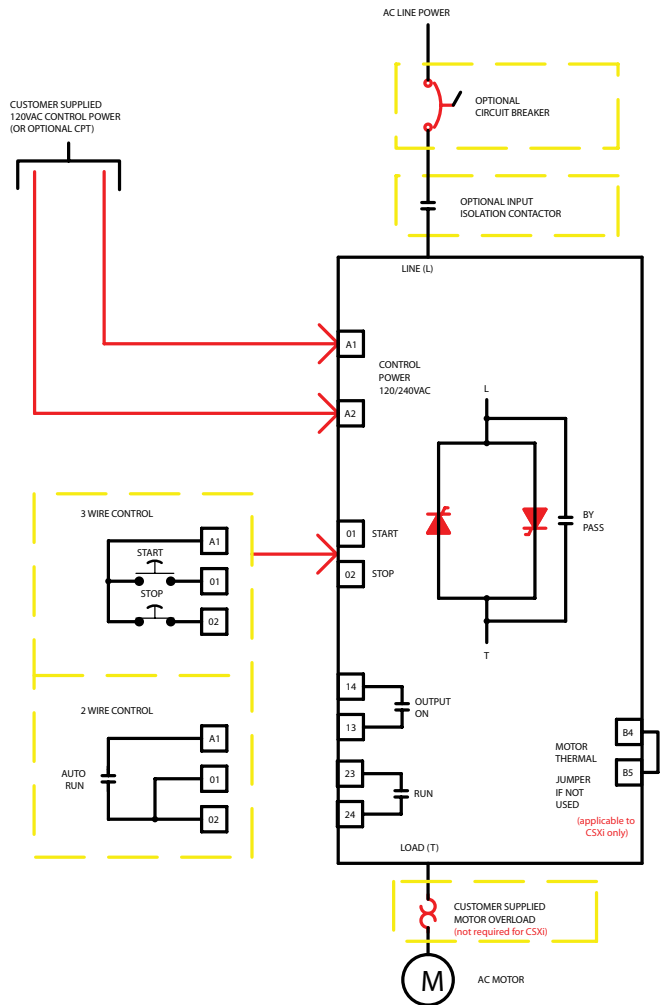 AC LINE POWER
OPTIONAL
CIRCUIT BREAKER
CUSTOMER SUPPLIED
120VAC CONTROL POWER
(OR OPTIONAL CPT)
OPTIONAL INPUT
ISOLATION CONTACTOR
LINE (L)
A1
CONTROL
POWER
120/240VAC
A2
L
BY
PASS
T
01 START
02 STOP
3 WIRE CONTROL
A1
START
01
STOP
02
2 WIRE CONTROL
A1
AUTO
RUN
01
02
14
OUTPUT
ON
13
23
RUN
24
B4
MOTOR
THERMAL
B5
JUMPER
IF NOT
USED
(applicable to
CSXi only)
LOAD (T)
CUSTOMER SUPPLIED
MOTOR OVERLOAD
(not required for CSXi)
M
AC MOTOR